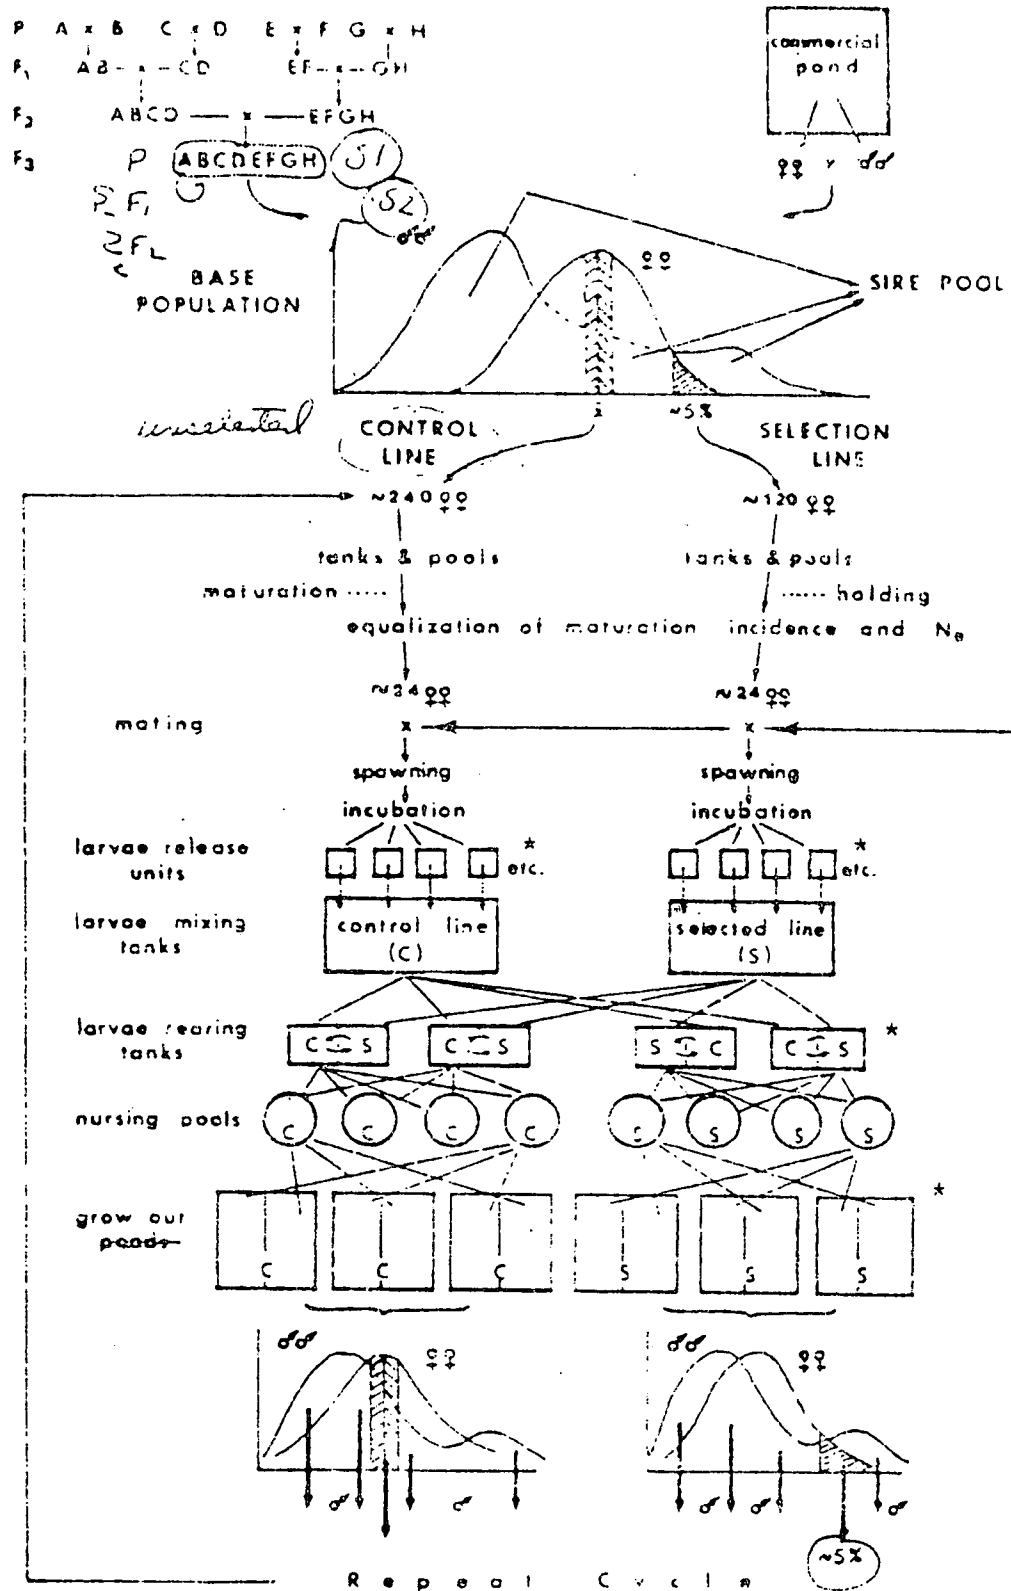 P A x B C x D E x F G x H
F₁ AB - x - CD EF - x - GH
F₂ ABCD — x — EFGH
F₃ P ABCDEFGH S1
F₁
S2
♂♂
2F₂
commercial
pond
♀♀ x ♂♂
BASE
POPULATION
♀♀
SIRE POOL
x̄
~5%
unselected
CONTROL
LINE
SELECTION
LINE
~240 ♀♀
~120 ♀♀
tanks & pools
tanks & pools
maturation .....
...... holding
equalization of maturation incidence and Nₑ
~24 ♀♀
~24 ♀♀
mating
x
x
spawning
spawning
incubation
incubation
larvae release
units
*
etc.
*
etc.
larvae mixing
tanks
control line
(C)
selected line
(S)
larvae rearing
tanks
C S
C S
S C
C S
*
nursing pools
C C C C
S S S S
grow out
ponds
*
C C C
S S S
♂♂
♀♀
♂♂
♀♀
♂ ♂
♂ ♂ ♂
~5%
Repeat Cycle